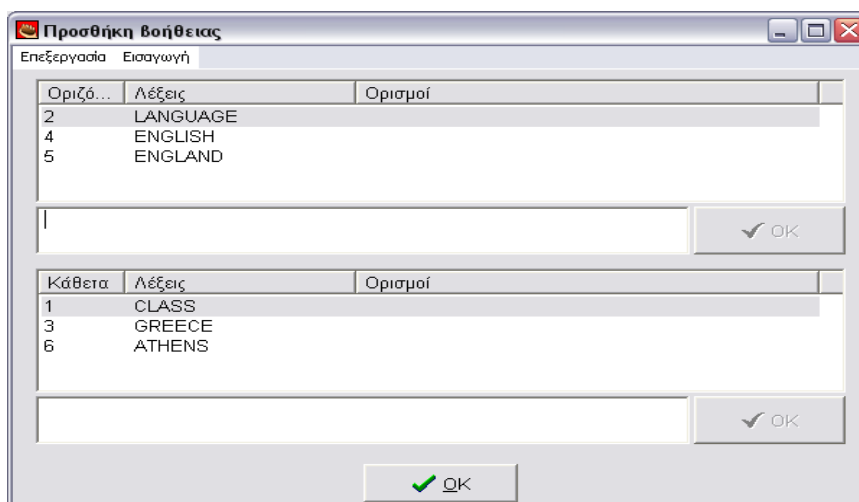 Προσθήκη βοήθειας
Επεξεργασία Εισαγωγή
Οριζό... Λέξεις Ορισμοί
2 LANGUAGE
4 ENGLISH
5 ENGLAND
OK
Κάθετα Λέξεις Ορισμοί
1 CLASS
3 GREECE
6 ATHENS
OK
OK